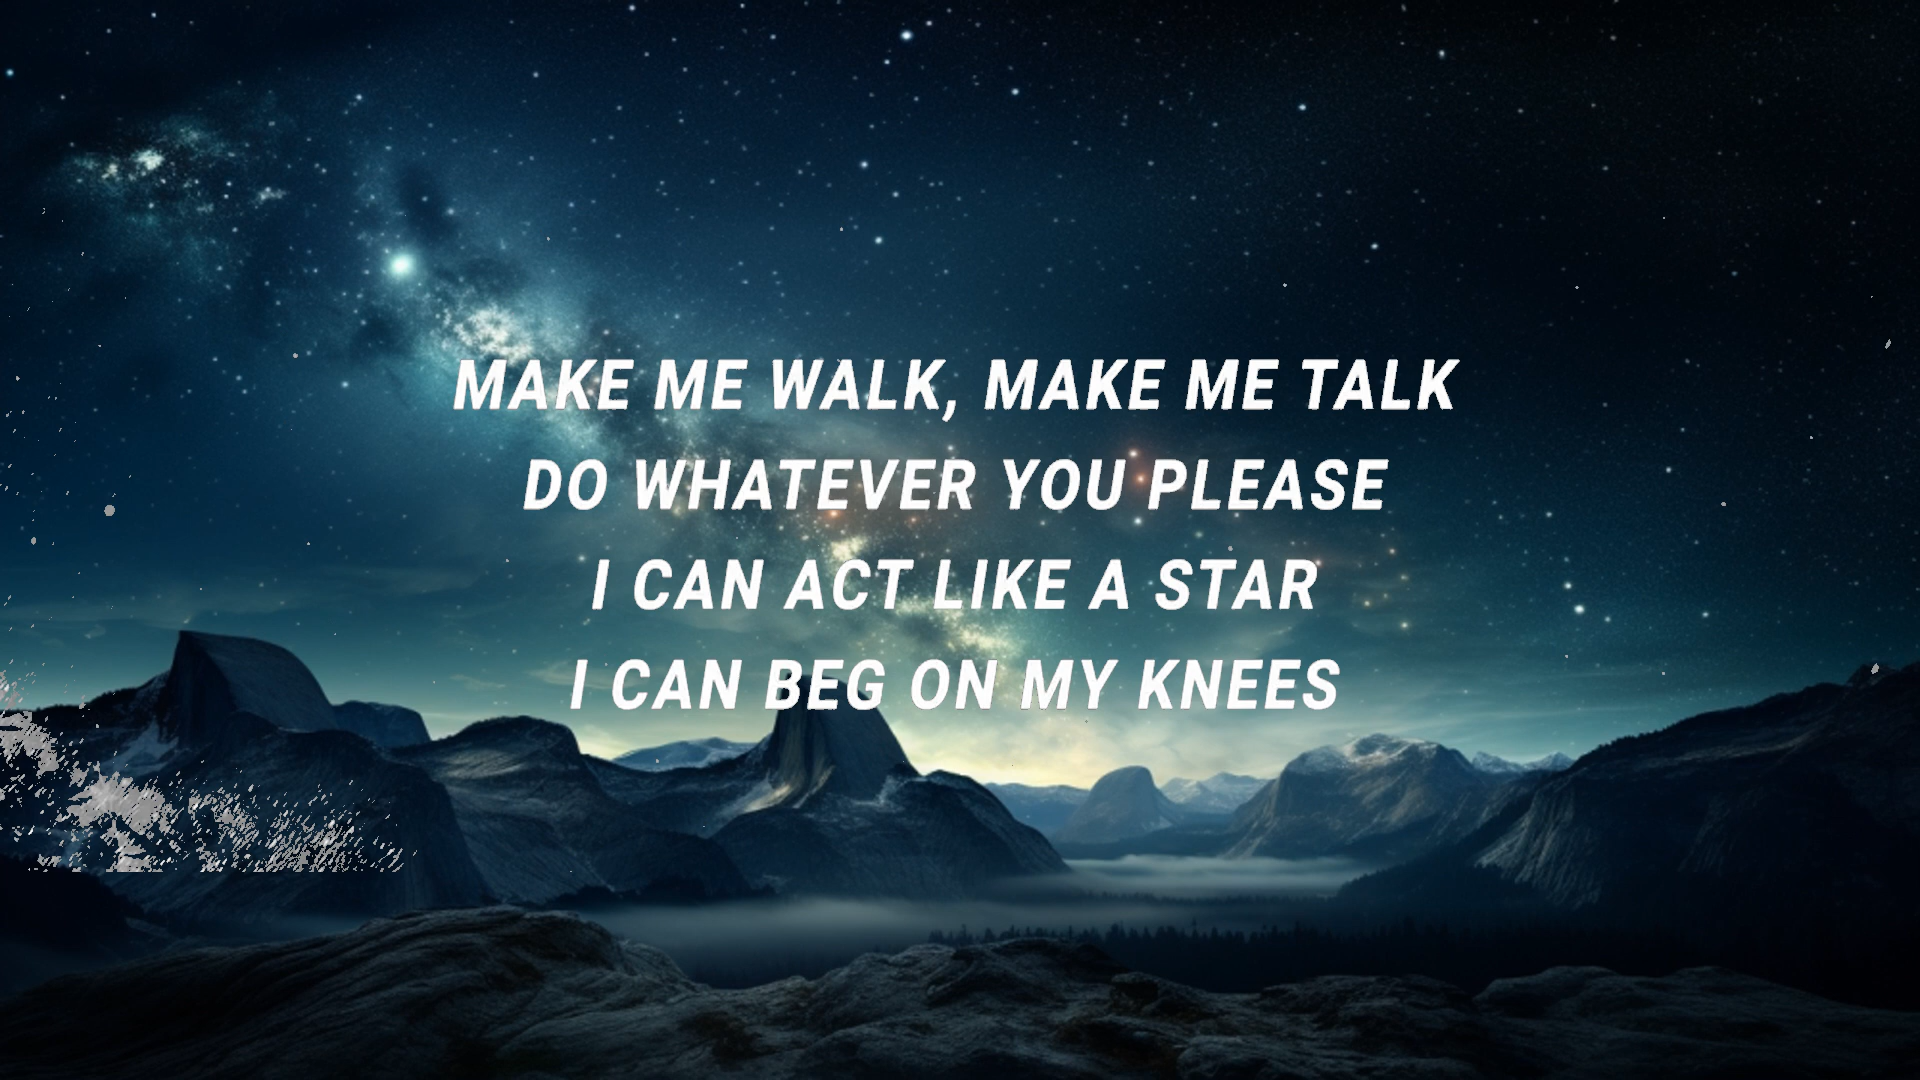 MAKE ME WALK, MAKE ME TALK
DO WHATEVER YOU PLEASE
I CAN ACT LIKE A STAR
I CAN BEG ON MY KNEES